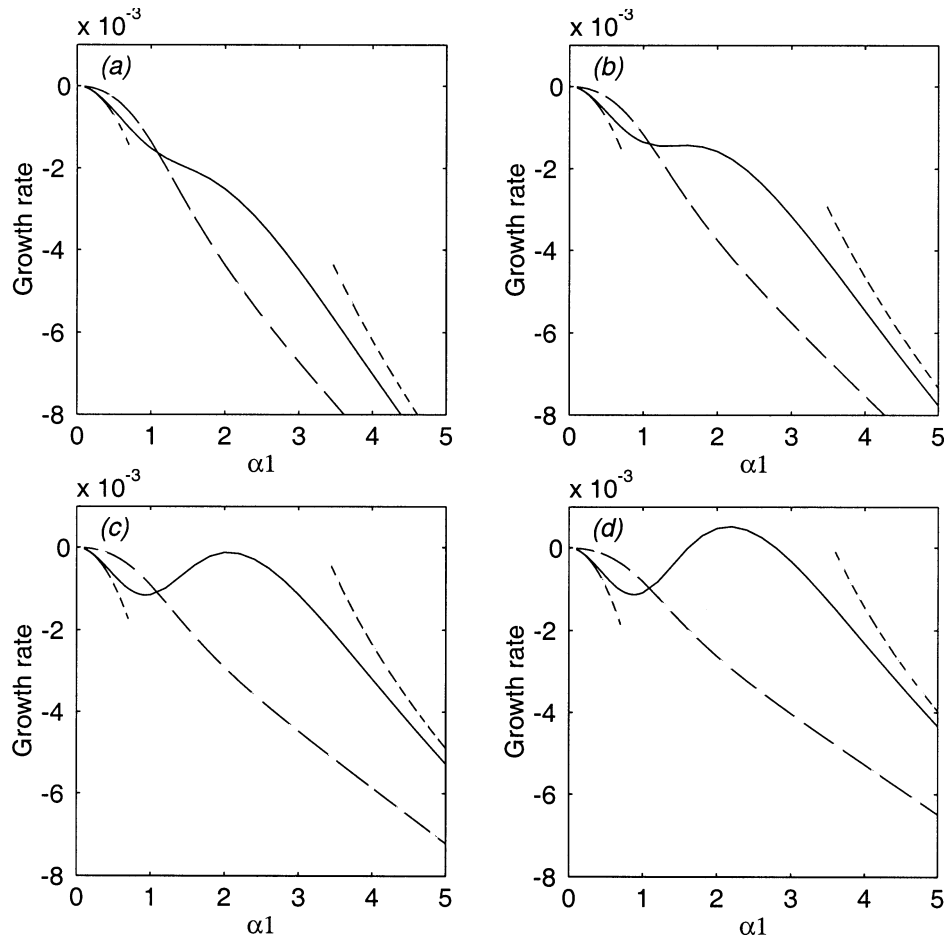 x 10⁻³
(a)
Growth rate
0
-2
-4
-6
-8
0 1 2 3 4 5
α1
x 10⁻³
(b)
Growth rate
0
-2
-4
-6
-8
0 1 2 3 4 5
α1
x 10⁻³
(c)
Growth rate
0
-2
-4
-6
-8
0 1 2 3 4 5
α1
x 10⁻³
(d)
Growth rate
0
-2
-4
-6
-8
0 1 2 3 4 5
α1